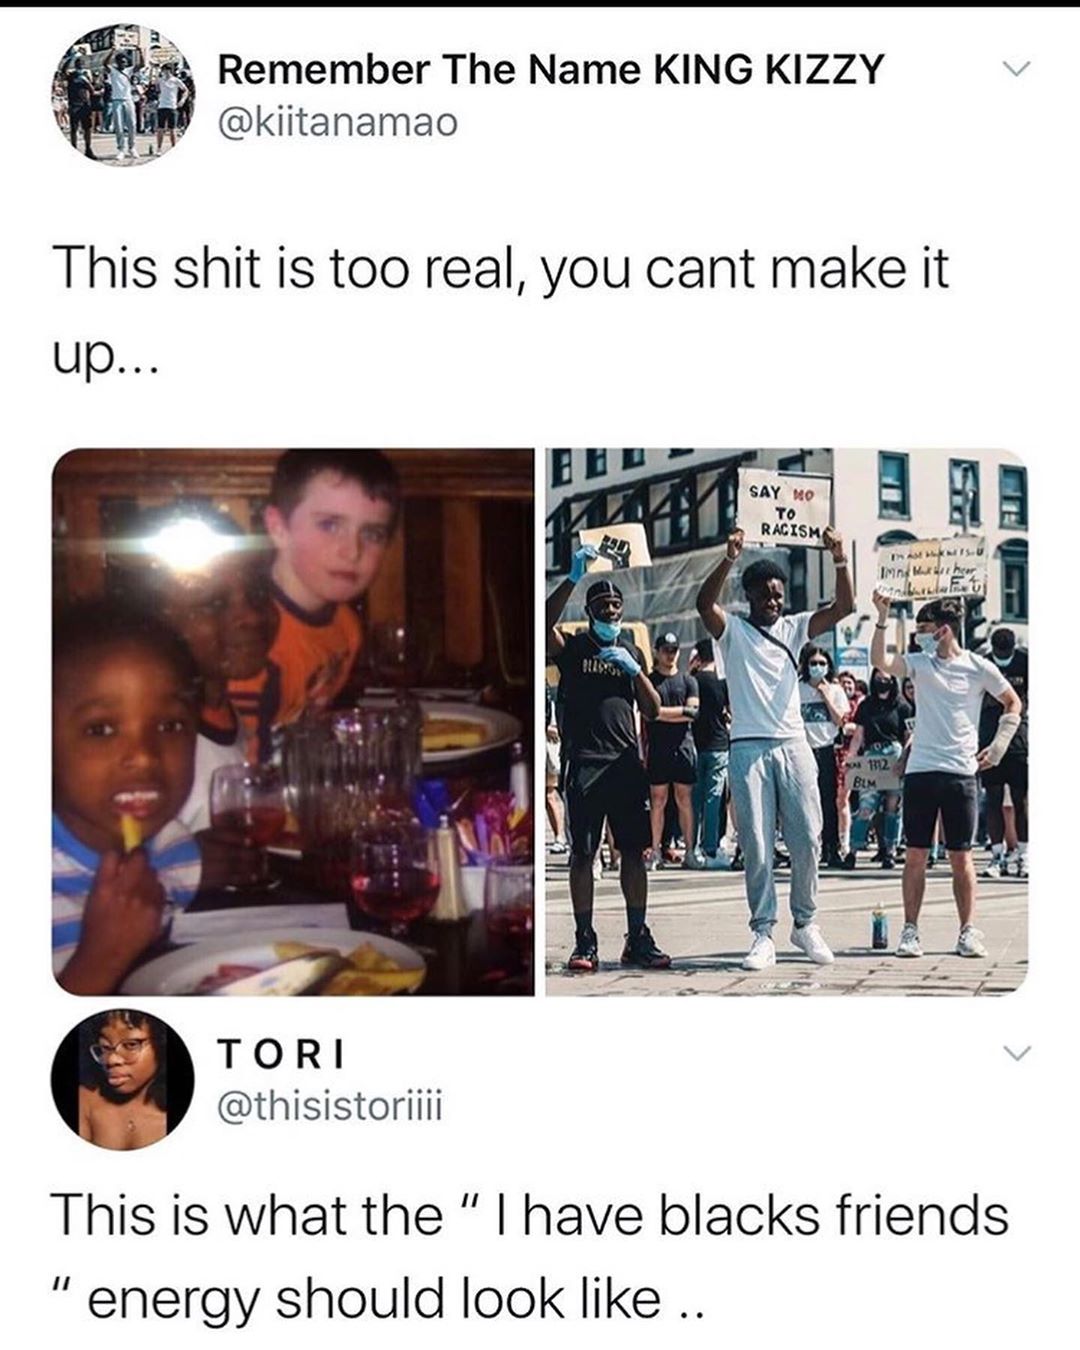 Remember The Name KING KIZZY
@kiitanamao
This shit is too real, you cant make it
up...
SAY NO
TO
RACISM
1312
BLM
TORI
@thisistoriiii
This is what the “ I have blacks friends
“ energy should look like ..